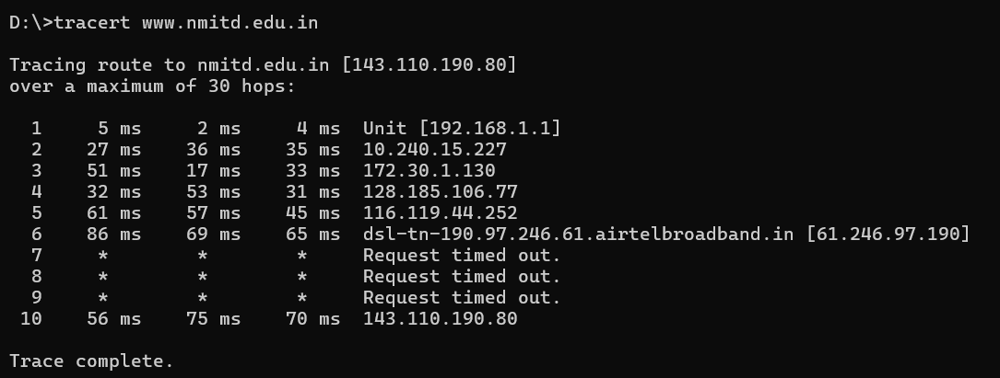 D:\>tracert www.nmitd.edu.in
Tracing route to nmitd.edu.in [143.110.190.80]
over a maximum of 30 hops:
  1     5 ms     2 ms     4 ms  Unit [192.168.1.1]
  2    27 ms    36 ms    35 ms  10.240.15.227
  3    51 ms    17 ms    33 ms  172.30.1.130
  4    32 ms    53 ms    31 ms  128.185.106.77
  5    61 ms    57 ms    45 ms  116.119.44.252
  6    86 ms    69 ms    65 ms  dsl-tn-190.97.246.61.airtelbroadband.in [61.246.97.190]
  7     *        *        *     Request timed out.
  8     *        *        *     Request timed out.
  9     *        *        *     Request timed out.
 10    56 ms    75 ms    70 ms  143.110.190.80
Trace complete.